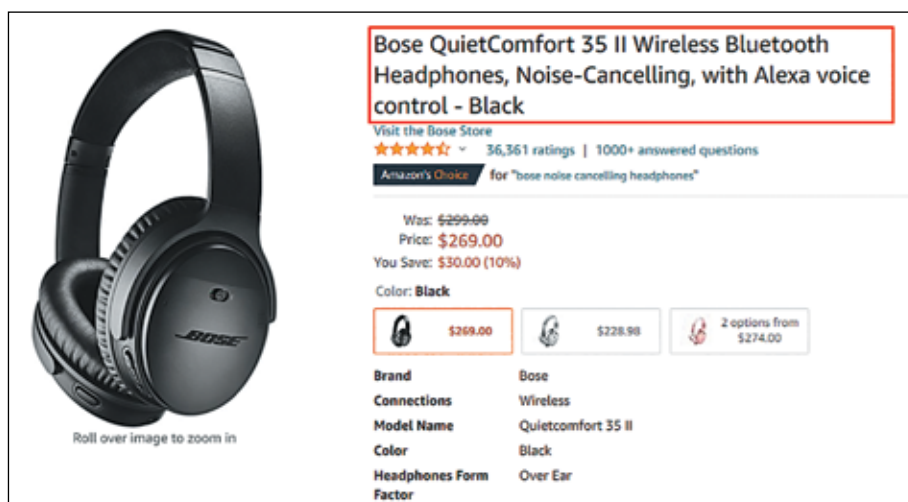 Bose QuietComfort 35 II Wireless Bluetooth
Headphones, Noise-Cancelling, with Alexa voice
control - Black
Visit the Bose Store
36,361 ratings | 1000+ answered questions
Amazon's Choice for "bose noise cancelling headphones"
Was: $299.00
Price: $269.00
You Save: $30.00 (10%)
Color: Black
$269.00
$228.98
2 options from
$274.00
Brand Bose
Connections Wireless
Model Name Quietcomfort 35 II
Color Black
Headphones Form Over Ear
Factor
BOSE
Roll over image to zoom in